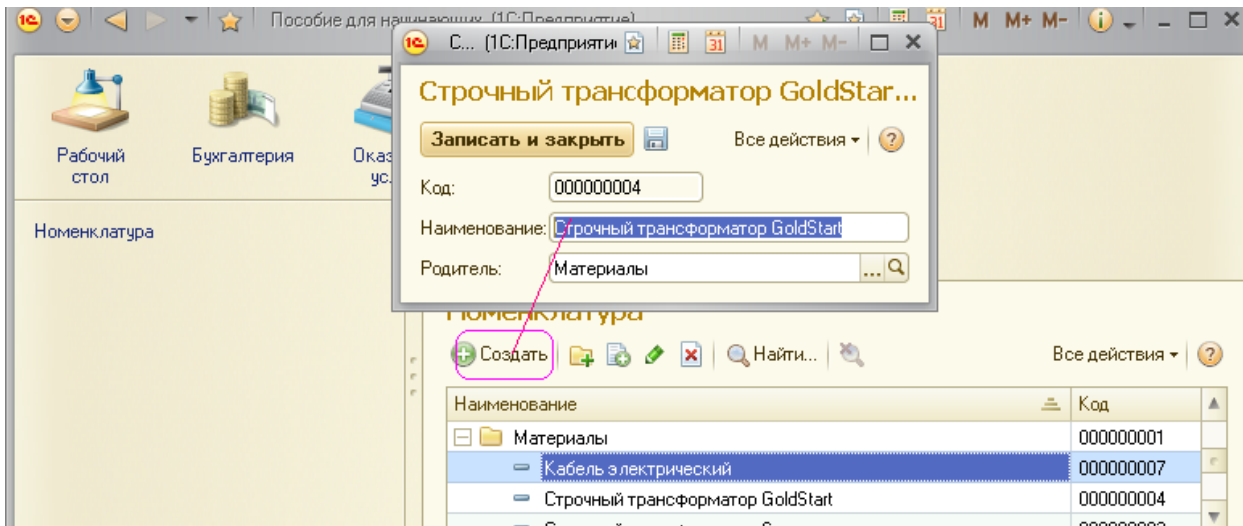 Пособие для начинающих (1С:Предприятие)
M M+ M-
С... (1С:Предприяти
31 M M+ M-
Строчный трансформатор GoldStar...
Записать и закрыть
Все действия
Код: 000000004
Наименование: Строчный трансформатор GoldStart
Родитель: Материалы ...
Рабочий стол
Бухгалтерия
Номенклатура
Номенклатура
Создать
Найти...
Все действия
Наименование Код
Материалы 000000001
Кабель электрический 000000007
Строчный трансформатор GoldStart 000000004